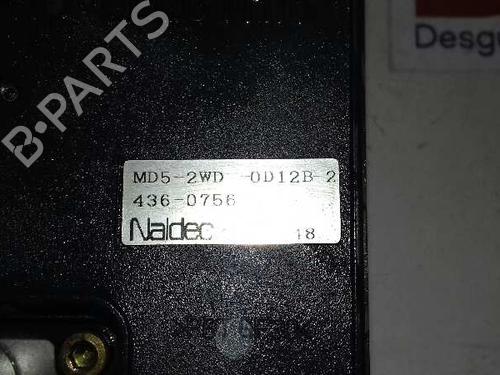 B-PARTS
Desgu
MD5-2WD -0D12B-2
436-0756
Naldec 18